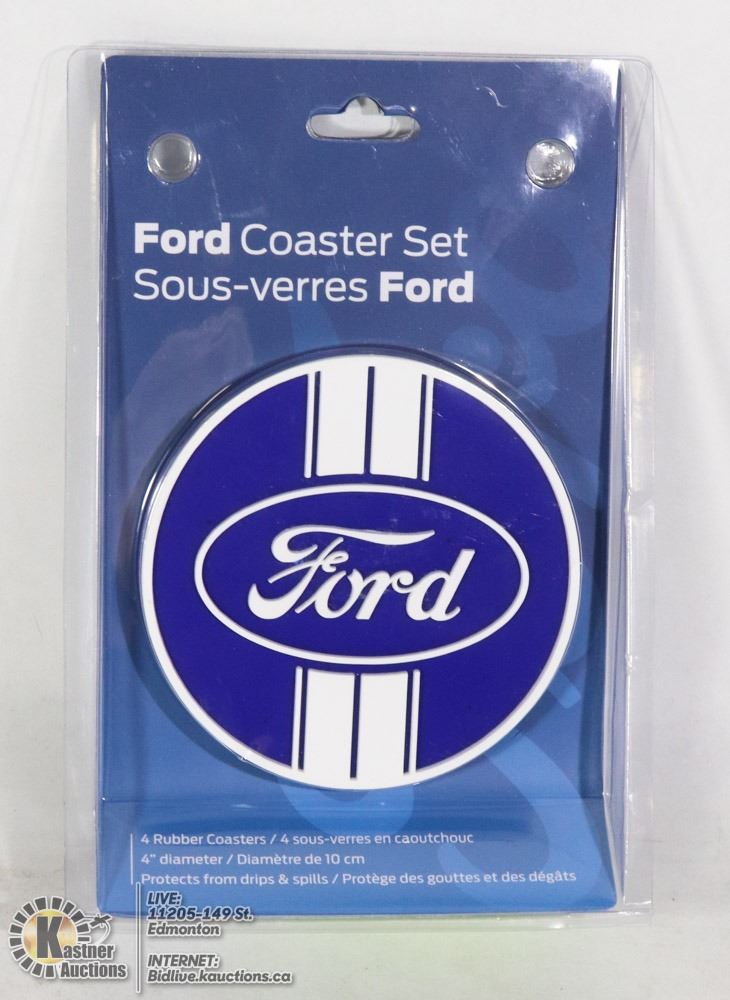 Ford Coaster Set
Sous-verres Ford
Ford
4 Rubber Coasters / 4 sous-verres en caoutchouc
4" diameter / Diamètre de 10 cm
Protects from drips & spills / Protège des gouttes et des dégâts
K
Kastner
Auctions
LIVE:
11205-149 St.
Edmonton
INTERNET:
Bidlive.kauctions.ca